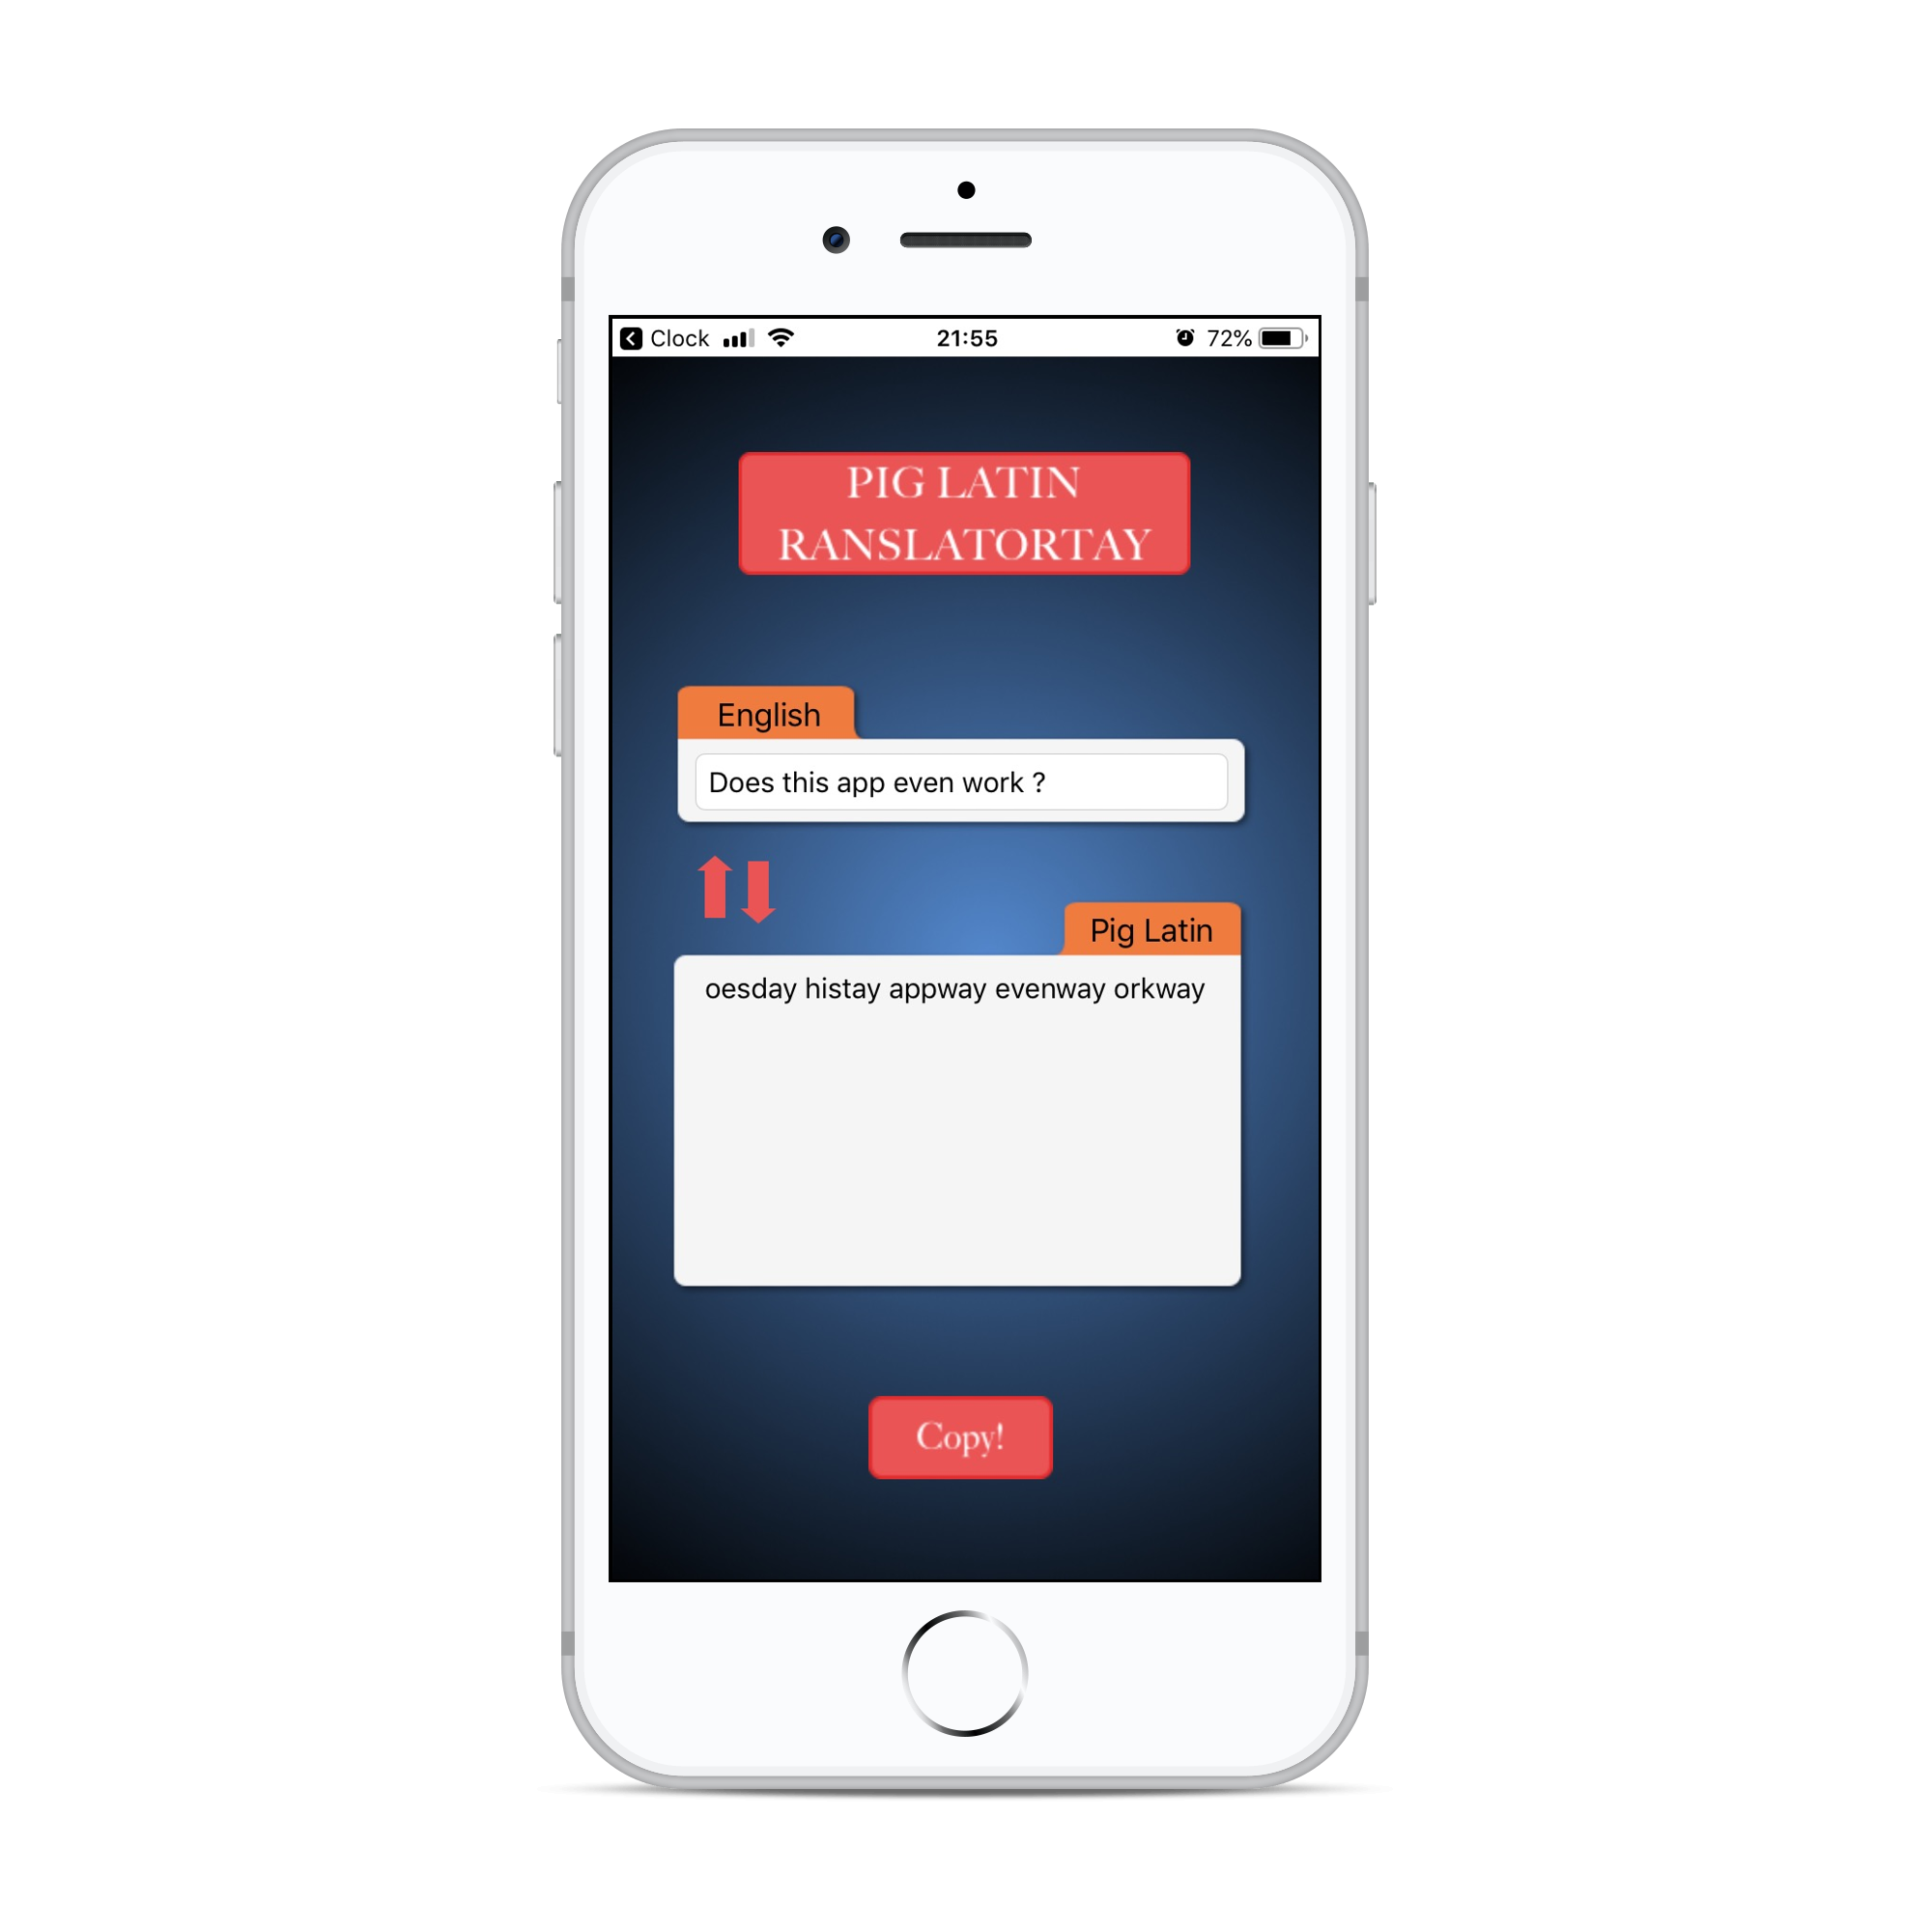 Clock 21:55 72%
PIG LATIN
RANSLATORTAY
English
Does this app even work ?
Pig Latin
oesday histay appway evenway orkway
Copy!